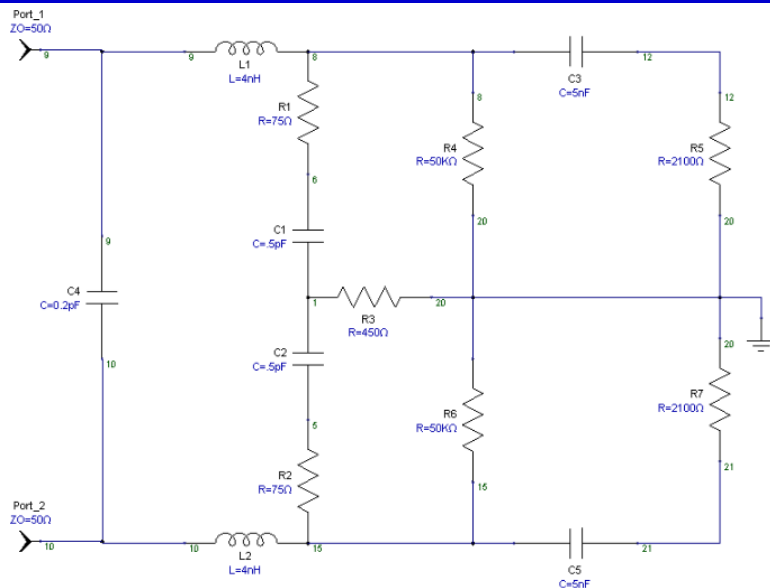 Port_1
ZO=50Ω
9
9
L1
L=4nH
8
C3
C=5nF
12
R1
R=75Ω
8
12
R4
R=50KΩ
R5
R=2100Ω
6
20
20
C1
C=.5pF
9
C4
C=0.2pF
1
R3
R=450Ω
20
20
C2
C=.5pF
10
R6
R=50KΩ
R7
R=2100Ω
5
R2
R=75Ω
15
21
Port_2
ZO=50Ω
10
10
L2
L=4nH
15
C5
C=5nF
21